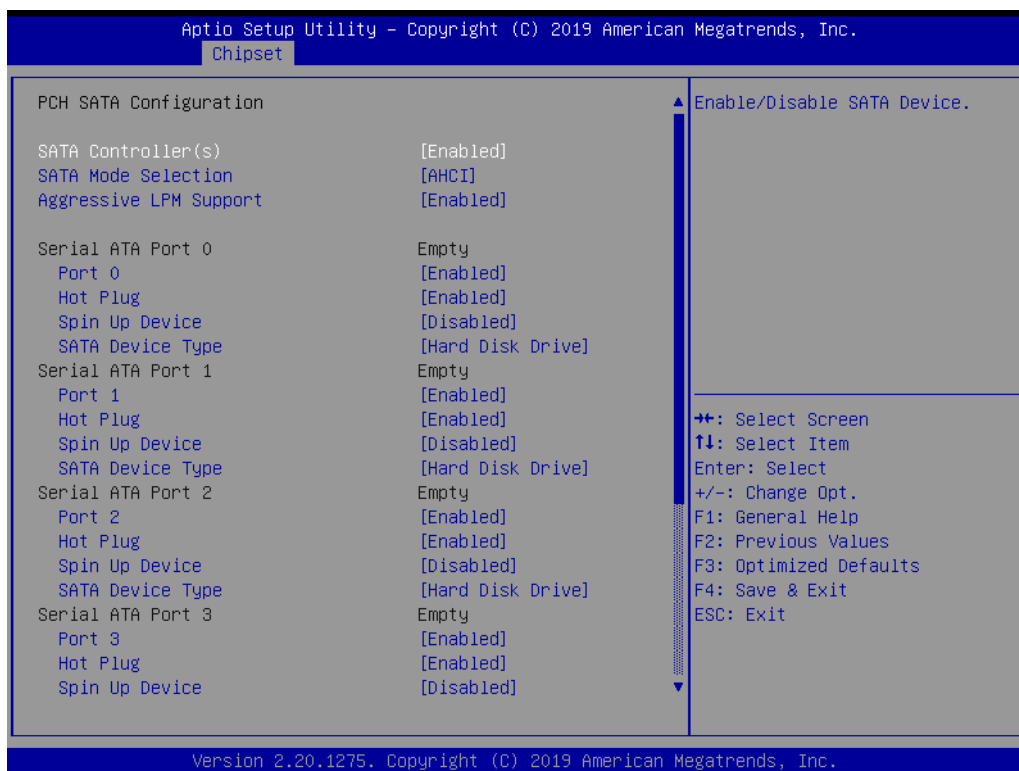 Aptio Setup Utility – Copyright (C) 2019 American Megatrends, Inc.
Chipset
PCH SATA Configuration
SATA Controller(s) [Enabled]
SATA Mode Selection [AHCI]
Aggressive LPM Support [Enabled]
Serial ATA Port 0 Empty
Port 0 [Enabled]
Hot Plug [Enabled]
Spin Up Device [Disabled]
SATA Device Type [Hard Disk Drive]
Serial ATA Port 1 Empty
Port 1 [Enabled]
Hot Plug [Enabled]
Spin Up Device [Disabled]
SATA Device Type [Hard Disk Drive]
Serial ATA Port 2 Empty
Port 2 [Enabled]
Hot Plug [Enabled]
Spin Up Device [Disabled]
SATA Device Type [Hard Disk Drive]
Serial ATA Port 3 Empty
Port 3 [Enabled]
Hot Plug [Enabled]
Spin Up Device [Disabled]
Enable/Disable SATA Device.
→←: Select Screen
↑↓: Select Item
Enter: Select
+/-: Change Opt.
F1: General Help
F2: Previous Values
F3: Optimized Defaults
F4: Save & Exit
ESC: Exit
Version 2.20.1275. Copyright (C) 2019 American Megatrends, Inc.